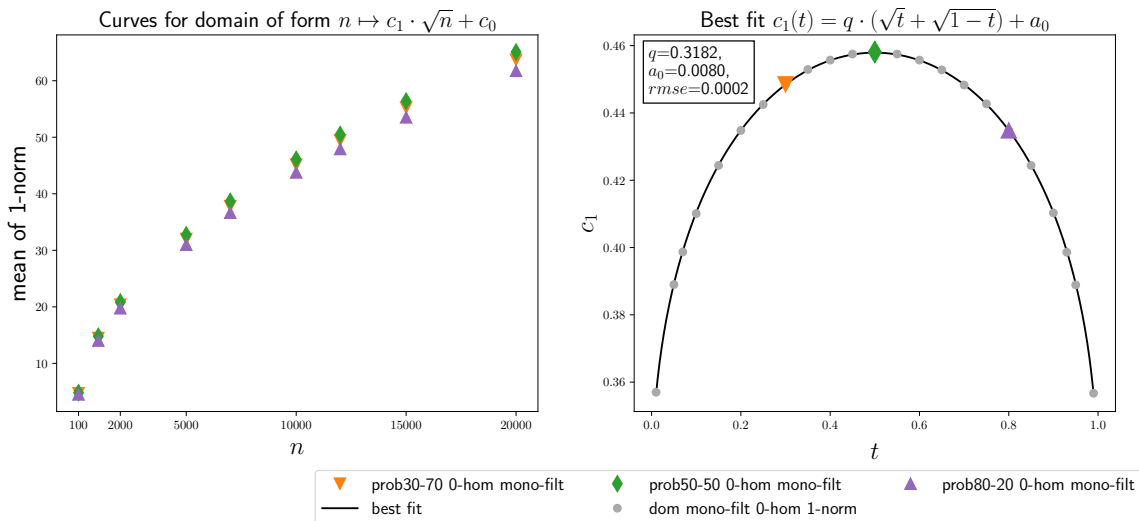 Curves for domain of form n ↦ c₁ · √n + c₀
mean of 1-norm
60
50
40
30
20
10
100 2000 5000 10000 15000 20000
n
Best fit c₁(t) = q · (√t + √1 − t) + a₀
q=0.3182,
a₀=0.0080,
rmse=0.0002
c₁
0.46
0.44
0.42
0.40
0.38
0.36
0.0 0.2 0.4 0.6 0.8 1.0
t
prob30-70 0-hom mono-filt prob50-50 0-hom mono-filt prob80-20 0-hom mono-filt
best fit dom mono-filt 0-hom 1-norm